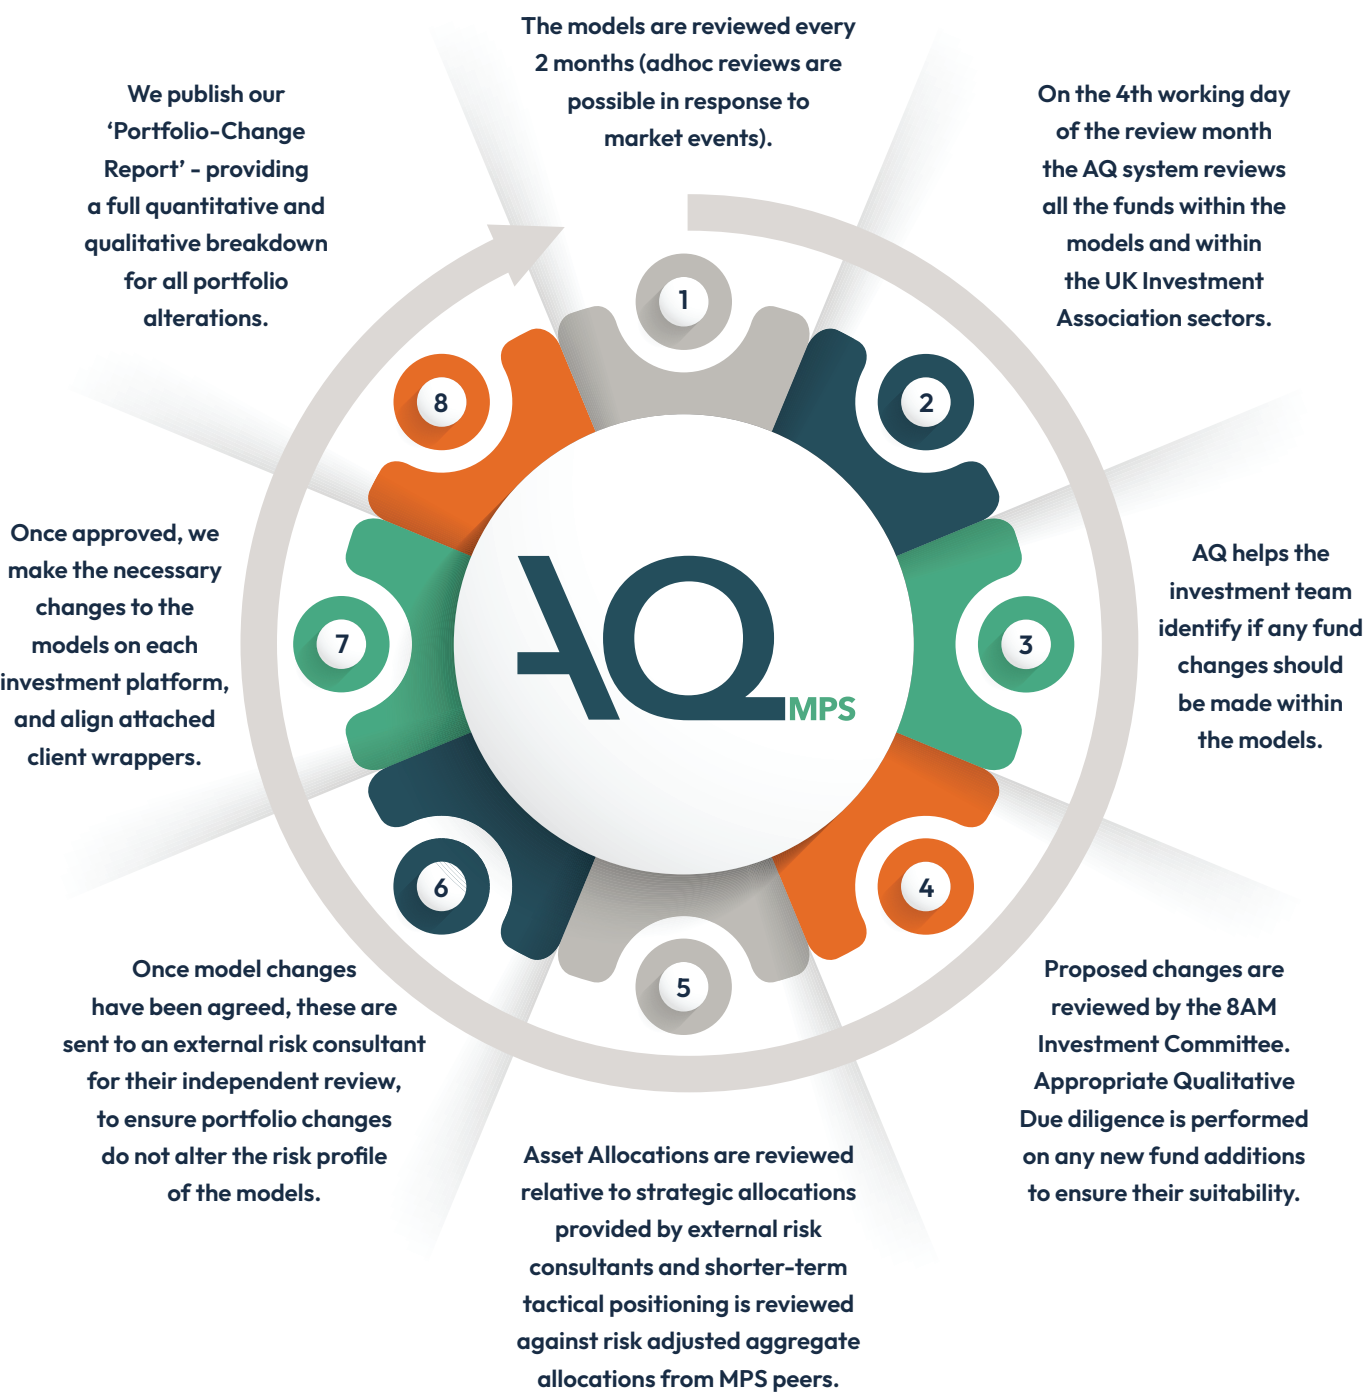 The models are reviewed every
2 months (adhoc reviews are
possible in response to
market events).
1
On the 4th working day
of the review month
the AQ system reviews
all the funds within the
models and within
the UK Investment
Association sectors.
2
AQ helps the
investment team
identify if any fund
changes should
be made within
the models.
3
Proposed changes are
reviewed by the 8AM
Investment Committee.
Appropriate Qualitative
Due diligence is performed
on any new fund additions
to ensure their suitability.
4
Asset Allocations are reviewed
relative to strategic allocations
provided by external risk
consultants and shorter-term
tactical positioning is reviewed
against risk adjusted aggregate
allocations from MPS peers.
5
Once model changes
have been agreed, these are
sent to an external risk consultant
for their independent review,
to ensure portfolio changes
do not alter the risk profile
of the models.
6
Once approved, we
make the necessary
changes to the
models on each
investment platform,
and align attached
client wrappers.
7
We publish our
‘Portfolio-Change
Report’ - providing
a full quantitative and
qualitative breakdown
for all portfolio
alterations.
8
AQ MPS